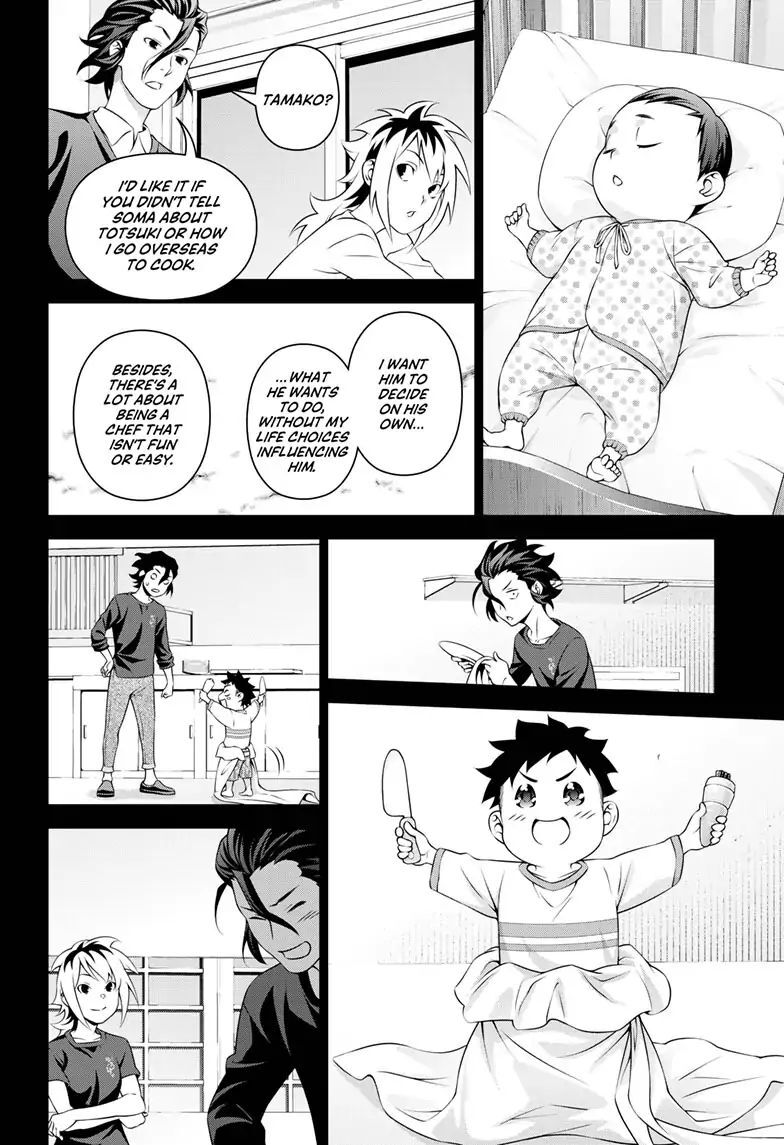 TAMAKO?
I'D LIKE IT IF
YOU DIDN'T TELL
SOMA ABOUT
TOTSUKI OR HOW
I GO OVERSEAS
TO COOK.
I WANT
HIM TO
DECIDE
ON HIS
OWN...
...WHAT
HE WANTS
TO DO,
WITHOUT MY
LIFE CHOICES
INFLUENCING
HIM.
BESIDES,
THERE'S A
LOT ABOUT
BEING A
CHEF THAT
ISN'T FUN
OR EASY.